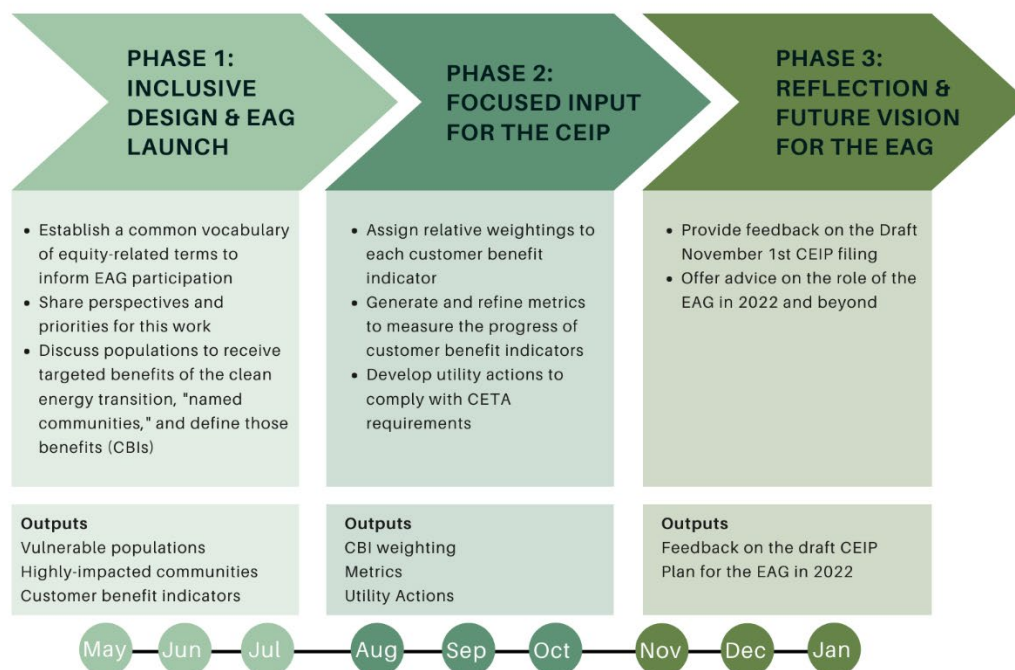 PHASE 1:
INCLUSIVE
DESIGN & EAG
LAUNCH
• Establish a common vocabulary
of equity-related terms to
inform EAG participation
• Share perspectives and
priorities for this work
• Discuss populations to receive
targeted benefits of the clean
energy transition, "named
communities," and define those
benefits (CBIs)
Outputs
Vulnerable populations
Highly-impacted communities
Customer benefit indicators
PHASE 2:
FOCUSED INPUT
FOR THE CEIP
• Assign relative weightings to
each customer benefit
indicator
• Generate and refine metrics
to measure the progress of
customer benefit indicators
• Develop utility actions to
comply with CETA
requirements
Outputs
CBI weighting
Metrics
Utility Actions
PHASE 3:
REFLECTION &
FUTURE VISION
FOR THE EAG
• Provide feedback on the Draft
November 1st CEIP filing
• Offer advice on the role of the
EAG in 2022 and beyond
Outputs
Feedback on the draft CEIP
Plan for the EAG in 2022
May Jun Jul Aug Sep Oct Nov Dec Jan